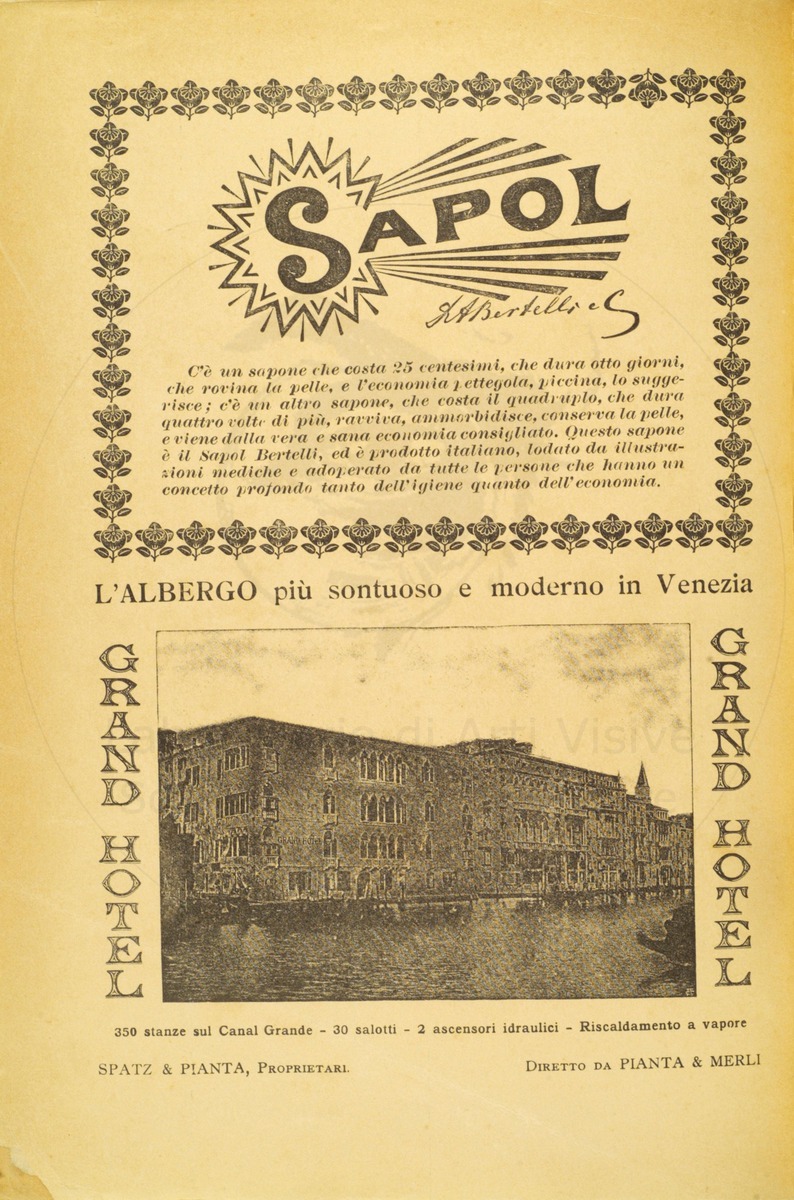 SAPOL
ABertelli e C
C'è un sapone che costa 25 centesimi, che dura otto giorni,
che rovina la pelle, e l'economia pettegola, piccina, lo sugge-
risce; c'è un altro sapone, che costa il quadruplo, che dura
quattro volte di più, ravviva, ammorbidisce, conserva la pelle,
e viene dalla vera e sana economia consigliato. Questo sapone
è il Sapol Bertelli, ed è prodotto italiano, lodato da illustra-
zioni mediche e adoperato da tutte le persone che hanno un
concetto profondo tanto dell'igiene quanto dell'economia.
L'ALBERGO più sontuoso e moderno in Venezia
GRAND HOTEL
GRAND HOTEL
di Arti Visive
350 stanze sul Canal Grande - 30 salotti - 2 ascensori idraulici - Riscaldamento a vapore
SPATZ & PIANTA, PROPRIETARI.
DIRETTO DA PIANTA & MERLI